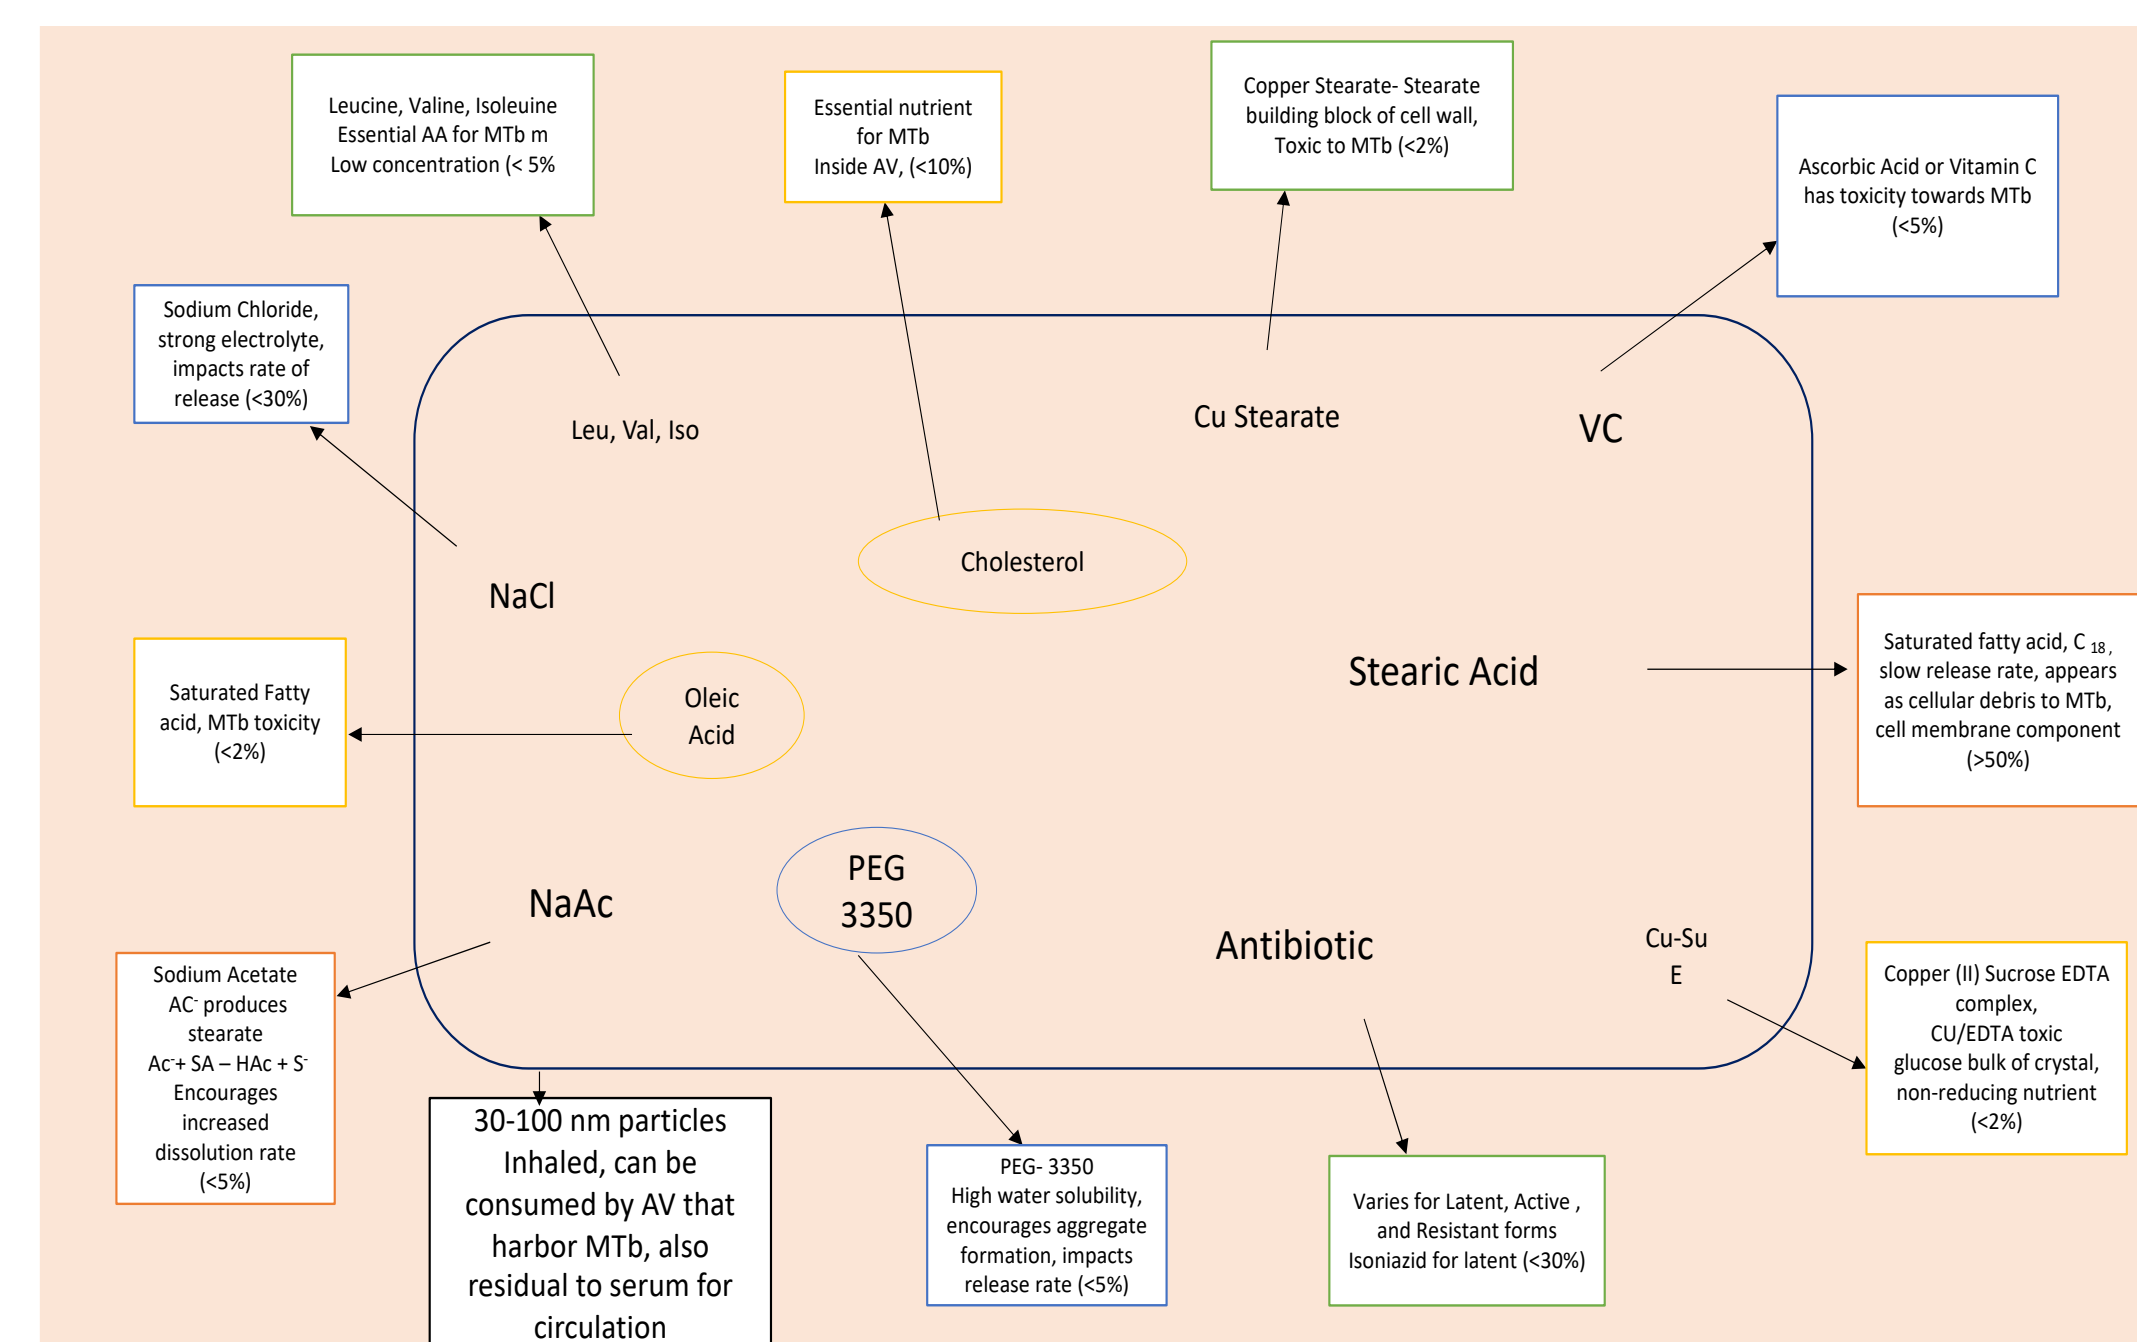 Leucine, Valine, Isoleuine
Essential AA for MTb m
Low concentration (< 5%
Essential nutrient
for MTb
Inside AV, (<10%)
Copper Stearate- Stearate
building block of cell wall,
Toxic to MTb (<2%)
Ascorbic Acid or Vitamin C
has toxicity towards MTb
(<5%)
Sodium Chloride,
strong electrolyte,
impacts rate of
release (<30%)
Leu, Val, Iso
Cu Stearate
VC
Cholesterol
NaCl
Saturated Fatty
acid, MTb toxicity
(<2%)
Oleic
Acid
Stearic Acid
Saturated fatty acid, C 18,
slow release rate, appears
as cellular debris to MTb,
cell membrane component
(>50%)
NaAc
PEG
3350
Antibiotic
Cu-Su
E
Sodium Acetate
AC- produces
stearate
Ac-+ SA – HAc + S-
Encourages
increased
dissolution rate
(<5%)
Copper (II) Sucrose EDTA
complex,
CU/EDTA toxic
glucose bulk of crystal,
non-reducing nutrient
(<2%)
30-100 nm particles
Inhaled, can be
consumed by AV that
harbor MTb, also
residual to serum for
circulation
PEG- 3350
High water solubility,
encourages aggregate
formation, impacts
release rate (<5%)
Varies for Latent, Active ,
and Resistant forms
Isoniazid for latent (<30%)